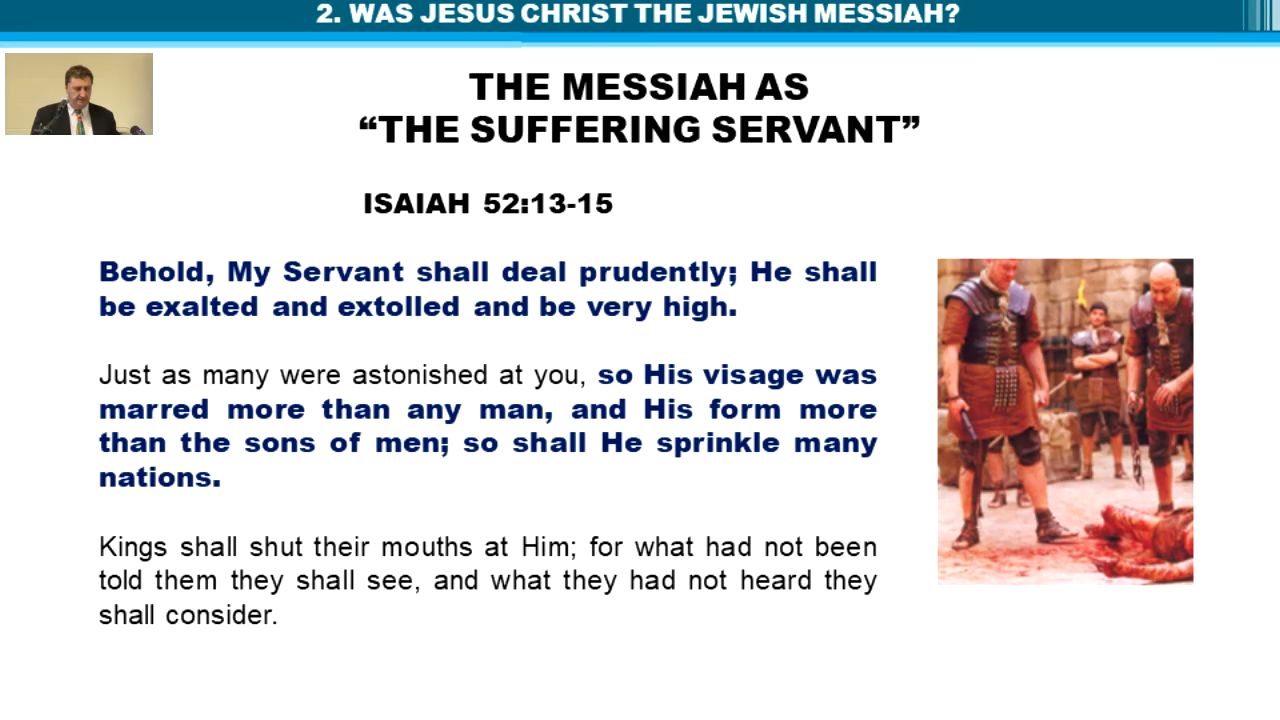 2. WAS JESUS CHRIST THE JEWISH MESSIAH?
THE MESSIAH AS
“THE SUFFERING SERVANT”
ISAIAH 52:13-15
Behold, My Servant shall deal prudently; He shall
be exalted and extolled and be very high.
Just as many were astonished at you, so His visage was
marred more than any man, and His form more
than the sons of men; so shall He sprinkle many
nations.
Kings shall shut their mouths at Him; for what had not been
told them they shall see, and what they had not heard they
shall consider.